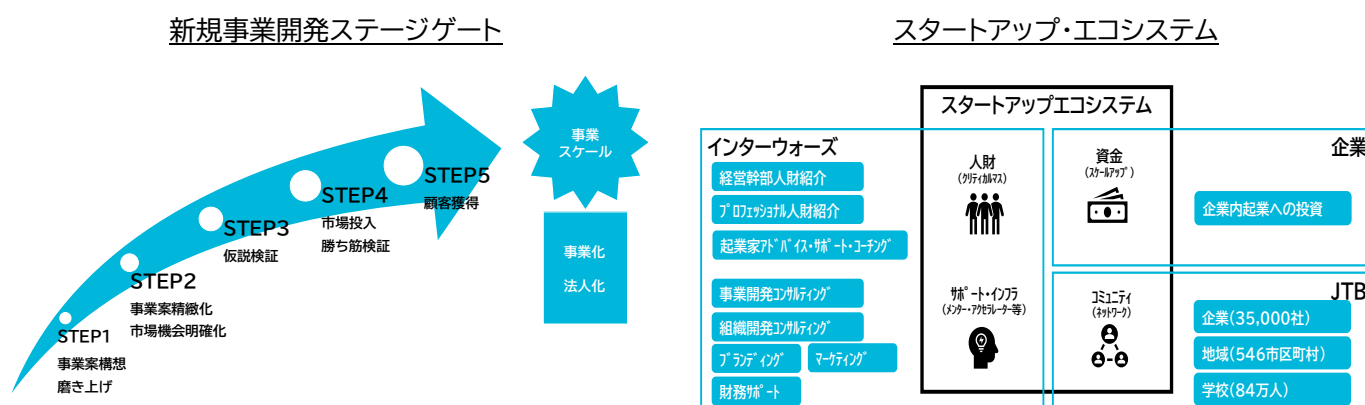 新規事業開発ステージゲート
事業
スケール
STEP5
顧客獲得
STEP4
市場投入
勝ち筋検証
STEP3
仮説検証
STEP2
事業案精緻化
市場機会明確化
STEP1
事業案構想
磨き上げ
事業化
法人化
スタートアップ・エコシステム
スタートアップエコシステム
インターウォーズ
経営幹部人財紹介
プロフェッショナル人財紹介
起業家アドバイス・サポート・コーチング
事業開発コンサルティング
組織開発コンサルティング
ブランディング
マーケティング
財務サポート
人財
(クリティカルマス)
資金
(スケールアップ)
サポート・インフラ
(メンター・アクセラレーター等)
コミュニティ
(ネットワーク)
企業
企業内起業への投資
JTB
企業(35,000社)
地域(546市区町村)
学校(84万人)